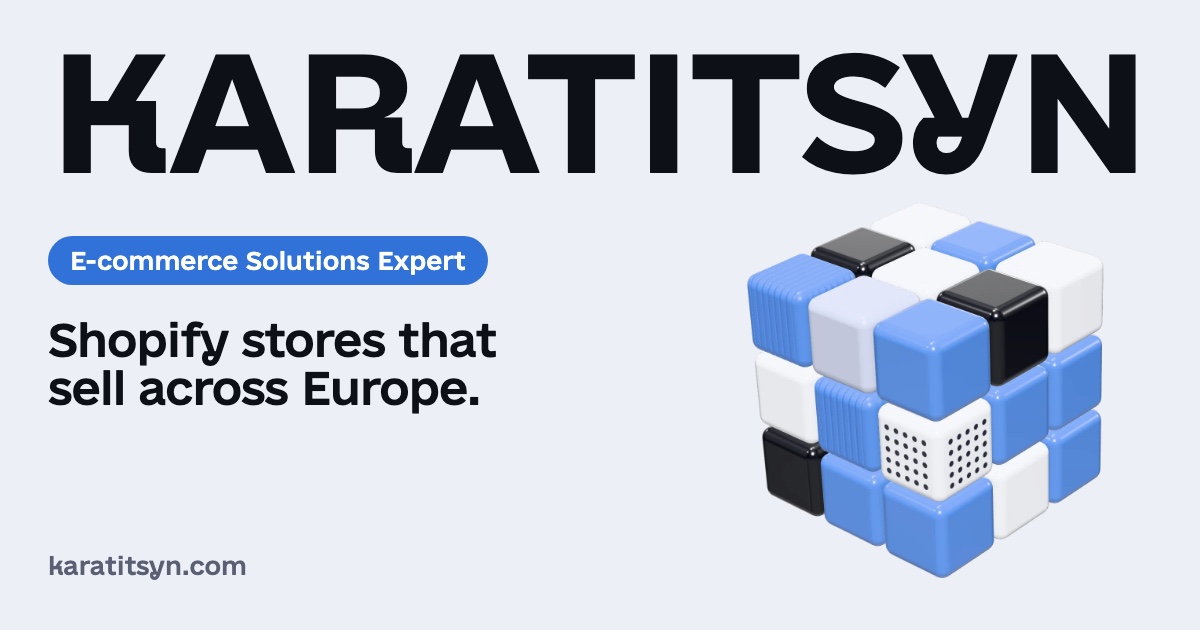 KARATITSYN
E-commerce Solutions Expert
Shopify stores that
sell across Europe.
karatitsyn.com